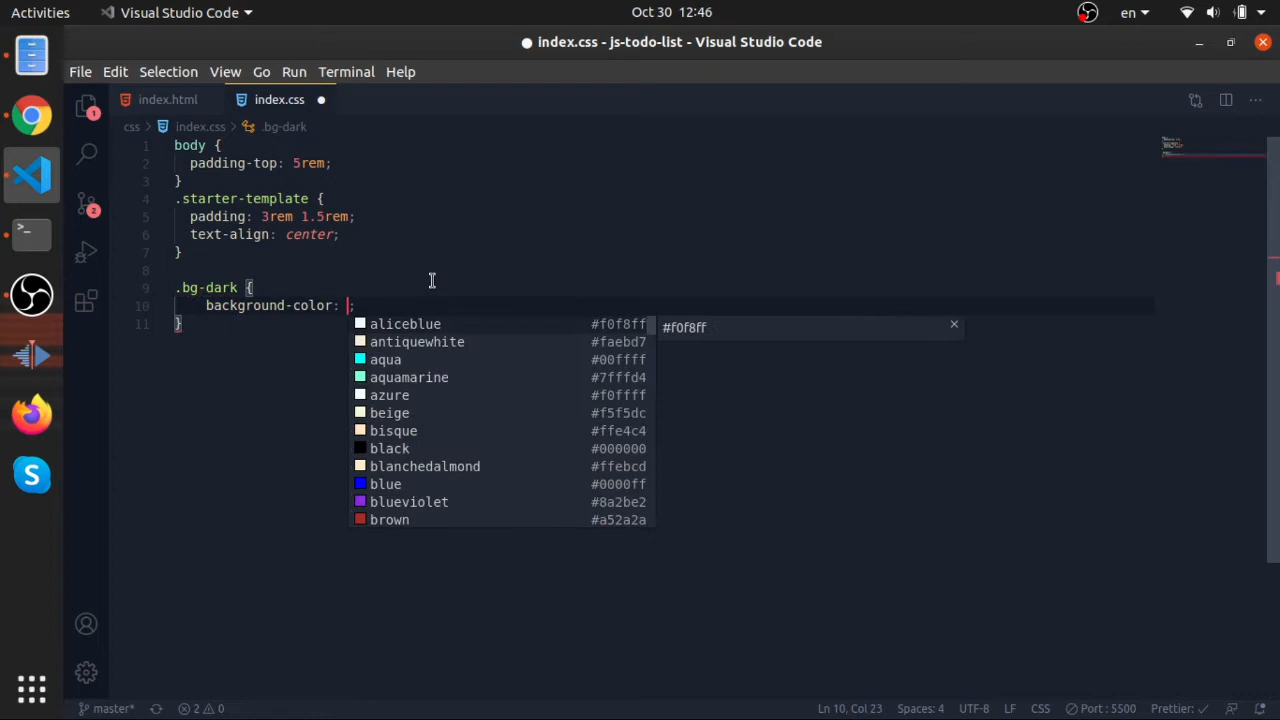 Activities
Visual Studio Code
Oct 30 12:46
en
index.css - js-todo-list - Visual Studio Code
File Edit Selection View Go Run Terminal Help
index.html
index.css
css > index.css > .bg-dark
1 body {
2 padding-top: 5rem;
3 }
4 .starter-template {
5 padding: 3rem 1.5rem;
6 text-align: center;
7 }
8
9 .bg-dark {
10 background-color: ;
11 }
aliceblue #f0f8ff
#f0f8ff
antiquewhite #faebd7
aqua #00ffff
aquamarine #7fffd4
azure #f0ffff
beige #f5f5dc
bisque #ffe4c4
black #000000
blanchedalmond #ffebcd
blue #0000ff
blueviolet #8a2be2
brown #a52a2a
1
2
master* 2 0 Ln 10, Col 23 Spaces: 4 UTF-8 LF CSS Port : 5500 Prettier: ✓